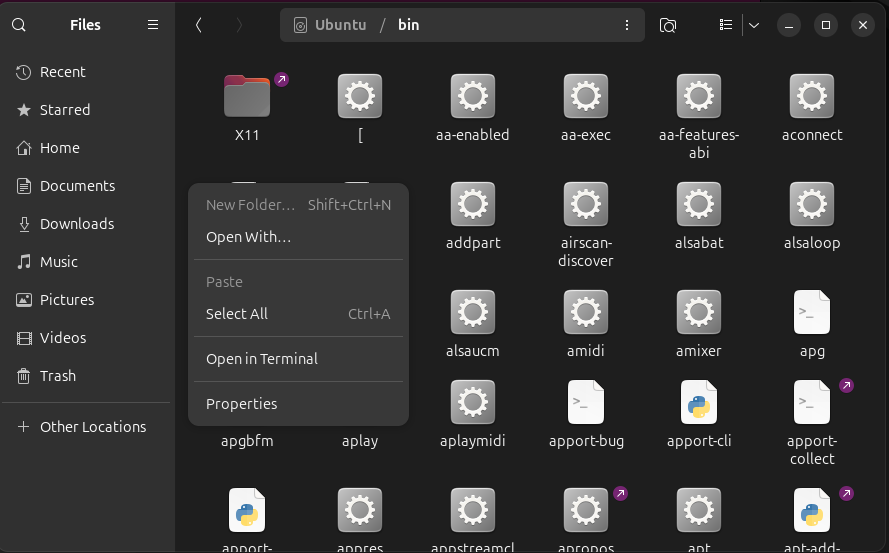 Files
Ubuntu / bin
Recent
Starred
Home
Documents
Downloads
Music
Pictures
Videos
Trash
Other Locations
X11
[
aa-enabled
aa-exec
aa-features-
abi
aconnect
addpart
airscan-
discover
alsabat
alsaloop
New Folder... Shift+Ctrl+N
Open With...
Paste
Select All Ctrl+A
Open in Terminal
Properties
alsaucm
amidi
amixer
>_
apg
apgbfm
aplay
aplaymidi
>_
apport-bug
apport-cli
>_
apport-
collect
apport-
appres
appstreamcl
apropos
apt
apt-add-